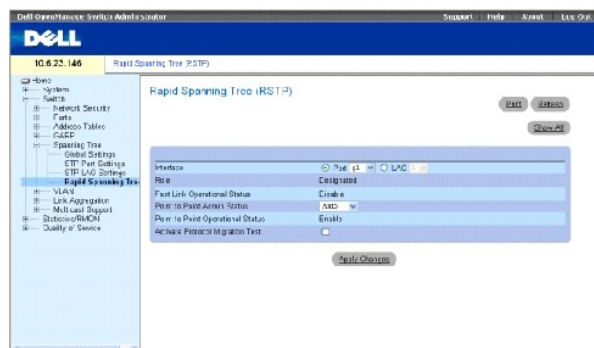 Dell OpenManage Switch Administrator
Support Help About Log Out
DELL
10.6.23.146
Rapid Spanning Tree (RSTP)
Home
System
Switch
Network Security
Ports
Address Tables
GARP
Spanning Tree
Global Settings
STP Port Settings
STP LAG Settings
Rapid Spanning Tre
VLAN
Link Aggregation
Multicast Support
Statistics/RMON
Quality of Service
Rapid Spanning Tree (RSTP)
Print Refresh
Show All
Interface Port g1 LAG
Role Designated
Fast Link Operational Status Disable
Point to Point Admin Status Auto
Point to Point Operational Status Enable
Activate Protocol Migration Test
Apply Changes